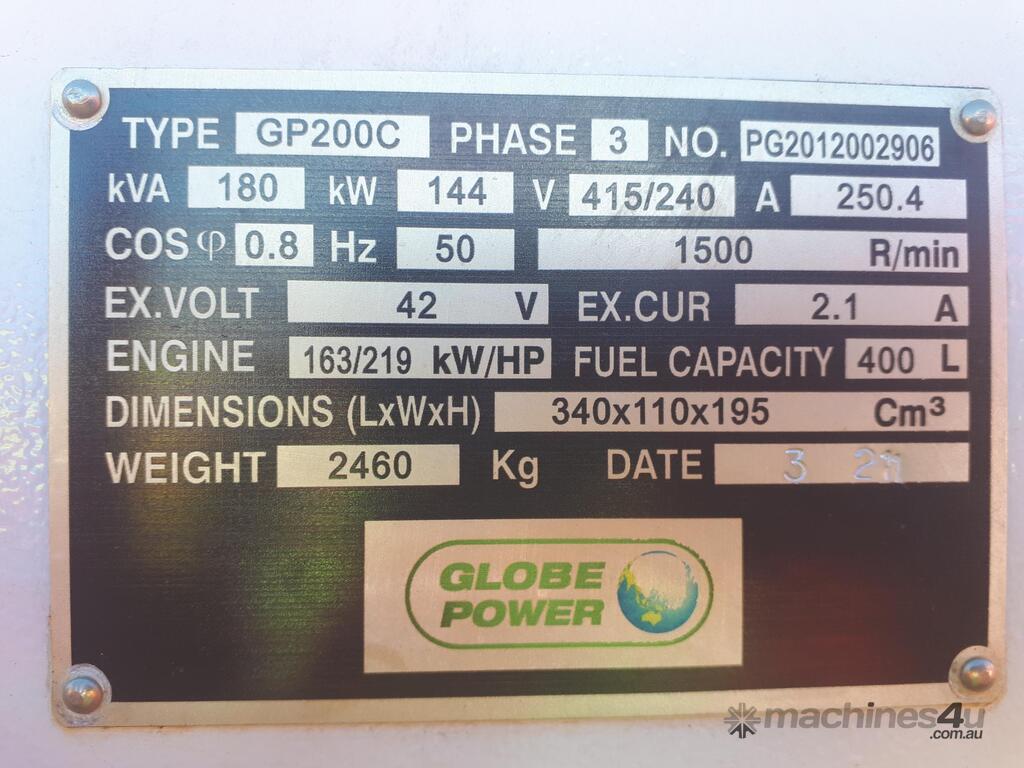 TYPE GP200C PHASE 3 NO. PG2012002906
kVA 180 kW 144 V 415/240 A 250.4
COS φ 0.8 Hz 50 1500 R/min
EX.VOLT 42 V EX.CUR 2.1 A
ENGINE 163/219 kW/HP FUEL CAPACITY 400 L
DIMENSIONS (LxWxH) 340x110x195 Cm³
WEIGHT 2460 Kg DATE 3
GLOBE
POWER
machines4u
.com.au